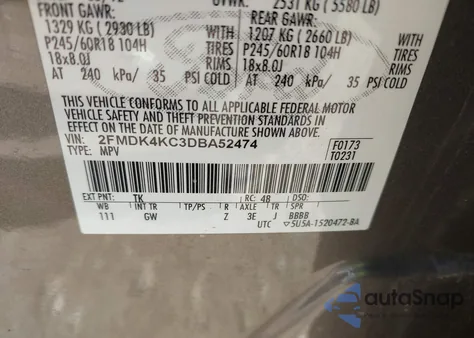 GVWR: 2531 KG (5580 LB)
FRONT GAWR: REAR GAWR:
1329 KG (2930 LB) WITH 1207 KG (2660 LB) WITH
P245/60R18 104H TIRES P245/60R18 104H TIRES
18x8.0J RIMS 18x8.0J RIMS
AT 240 kPa/ 35 PSI COLD AT 240 kPa/ 35 PSI COLD
THIS VEHICLE CONFORMS TO ALL APPLICABLE FEDERAL MOTOR
VEHICLE SAFETY AND THEFT PREVENTION STANDARDS IN
EFFECT ON THE DATE OF MANUFACTURE SHOWN ABOVE.
VIN: 2FMDK4KC3DBA52474 F0173
TYPE: MPV T0231
EXT PNT: TK RC: 48 DSO:
WB INT TR TP/PS R AXLE TR SPR
111 GW Z 3E J BBBB
UTC 5U5A-1520472-BA
autoSnap